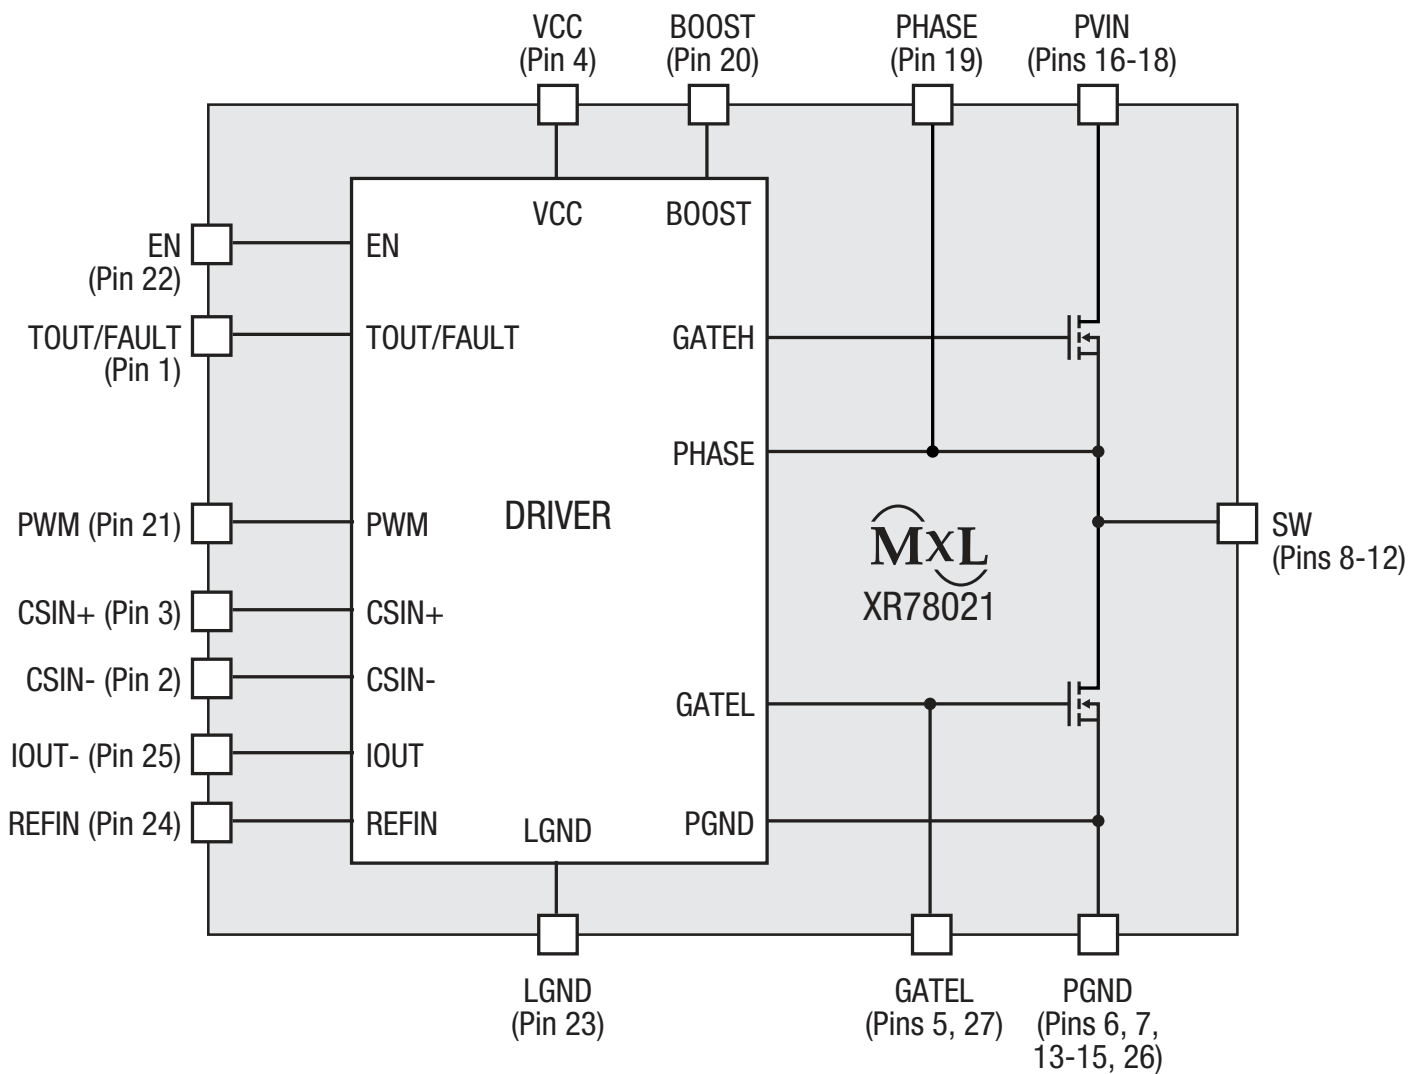 VCC
(Pin 4)
BOOST
(Pin 20)
PHASE
(Pin 19)
PVIN
(Pins 16-18)
EN
(Pin 22)
TOUT/FAULT
(Pin 1)
PWM (Pin 21)
CSIN+ (Pin 3)
CSIN- (Pin 2)
IOUT- (Pin 25)
REFIN (Pin 24)
VCC
BOOST
EN
TOUT/FAULT
GATEH
PHASE
DRIVER
PWM
CSIN+
CSIN-
GATEL
IOUT
REFIN
LGND
PGND
MxL
XR78021
SW
(Pins 8-12)
LGND
(Pin 23)
GATEL
(Pins 5, 27)
PGND
(Pins 6, 7,
13-15, 26)